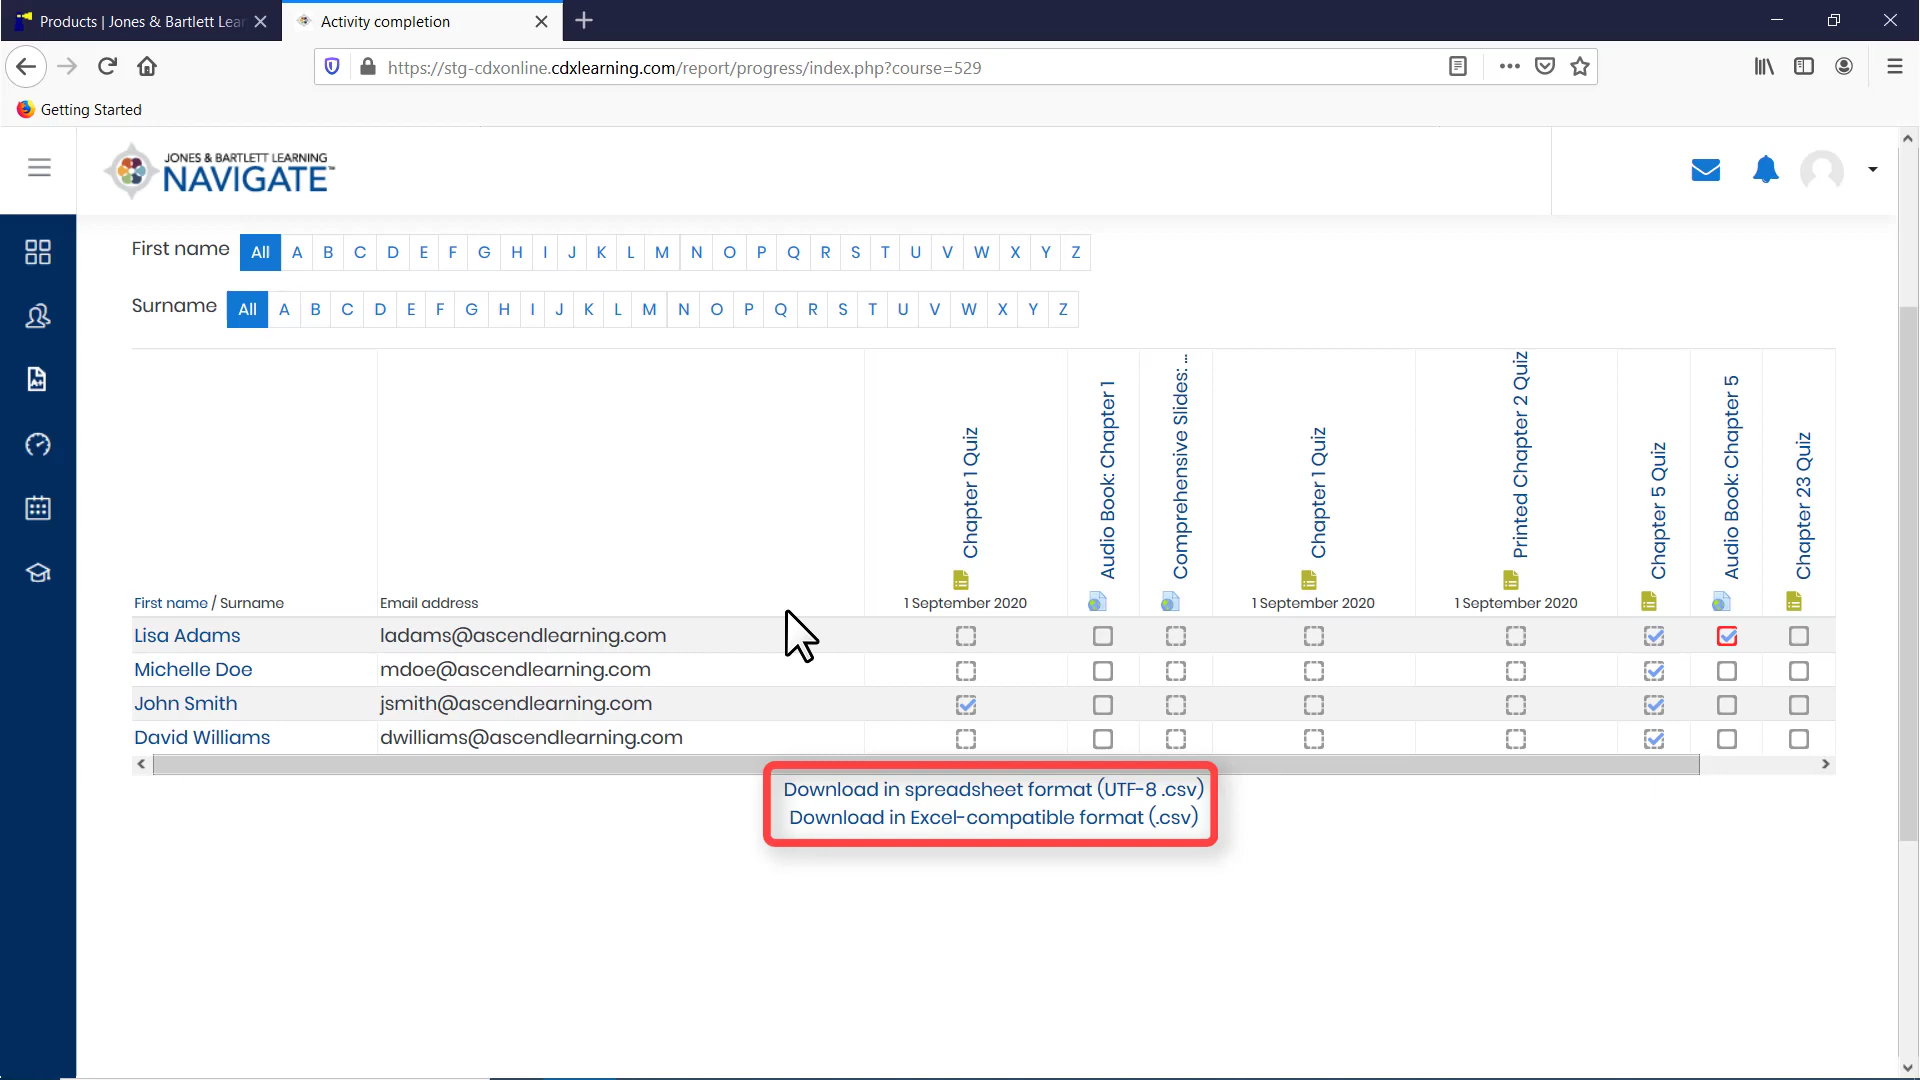 Products | Jones & Bartlett Lear
Activity completion
https://stg-cdxonline.cdxlearning.com/report/progress/index.php?course=529
Getting Started
JONES & BARTLETT LEARNING
NAVIGATE™
First name All A B C D E F G H I J K L M N O P Q R S T U V W X Y Z
Surname All A B C D E F G H I J K L M N O P Q R S T U V W X Y Z
Chapter 1 Quiz
Audio Book: Chapter 1
Comprehensive Slides: ...
Chapter 1 Quiz
Printed Chapter 2 Quiz
Chapter 5 Quiz
Audio Book: Chapter 5
Chapter 23 Quiz
First name / Surname Email address 1 September 2020 1 September 2020 1 September 2020
Lisa Adams ladams@ascendlearning.com
Michelle Doe mdoe@ascendlearning.com
John Smith jsmith@ascendlearning.com
David Williams dwilliams@ascendlearning.com
Download in spreadsheet format (UTF-8 .csv)
Download in Excel-compatible format (.csv)